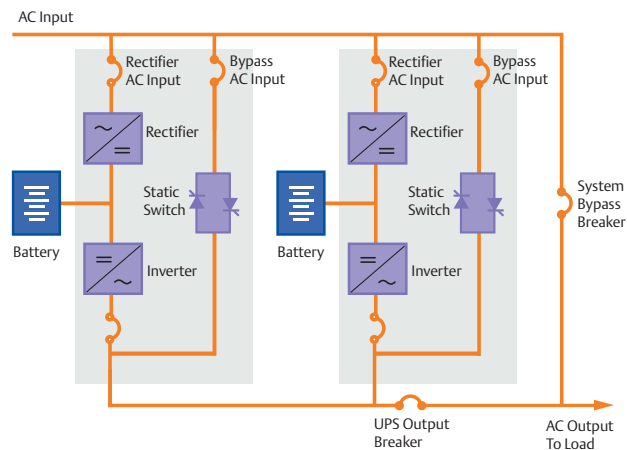 AC Input
Rectifier
AC Input
Bypass
AC Input
Rectifier
Static
Switch
Battery
Inverter
Rectifier
AC Input
Bypass
AC Input
Rectifier
Static
Switch
Battery
Inverter
System
Bypass
Breaker
UPS Output
Breaker
AC Output
To Load